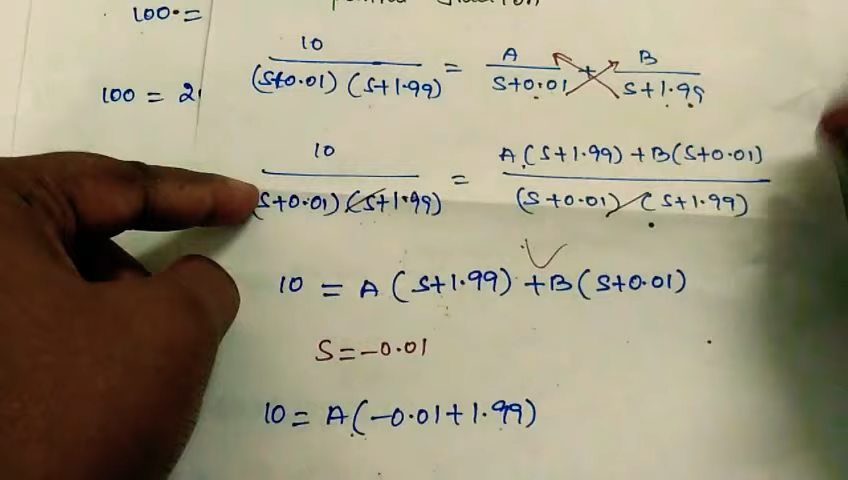 100 =
10 / (S+0.01) (S+1.99) = A / S+0.01 + B / S+1.99
100 = 2
10 / (S+0.01) (S+1.99) = A (S+1.99) + B (S+0.01) / (S+0.01) (S+1.99)
10 = A (S+1.99) + B (S+0.01)
S = -0.01
10 = A (-0.01 + 1.99)